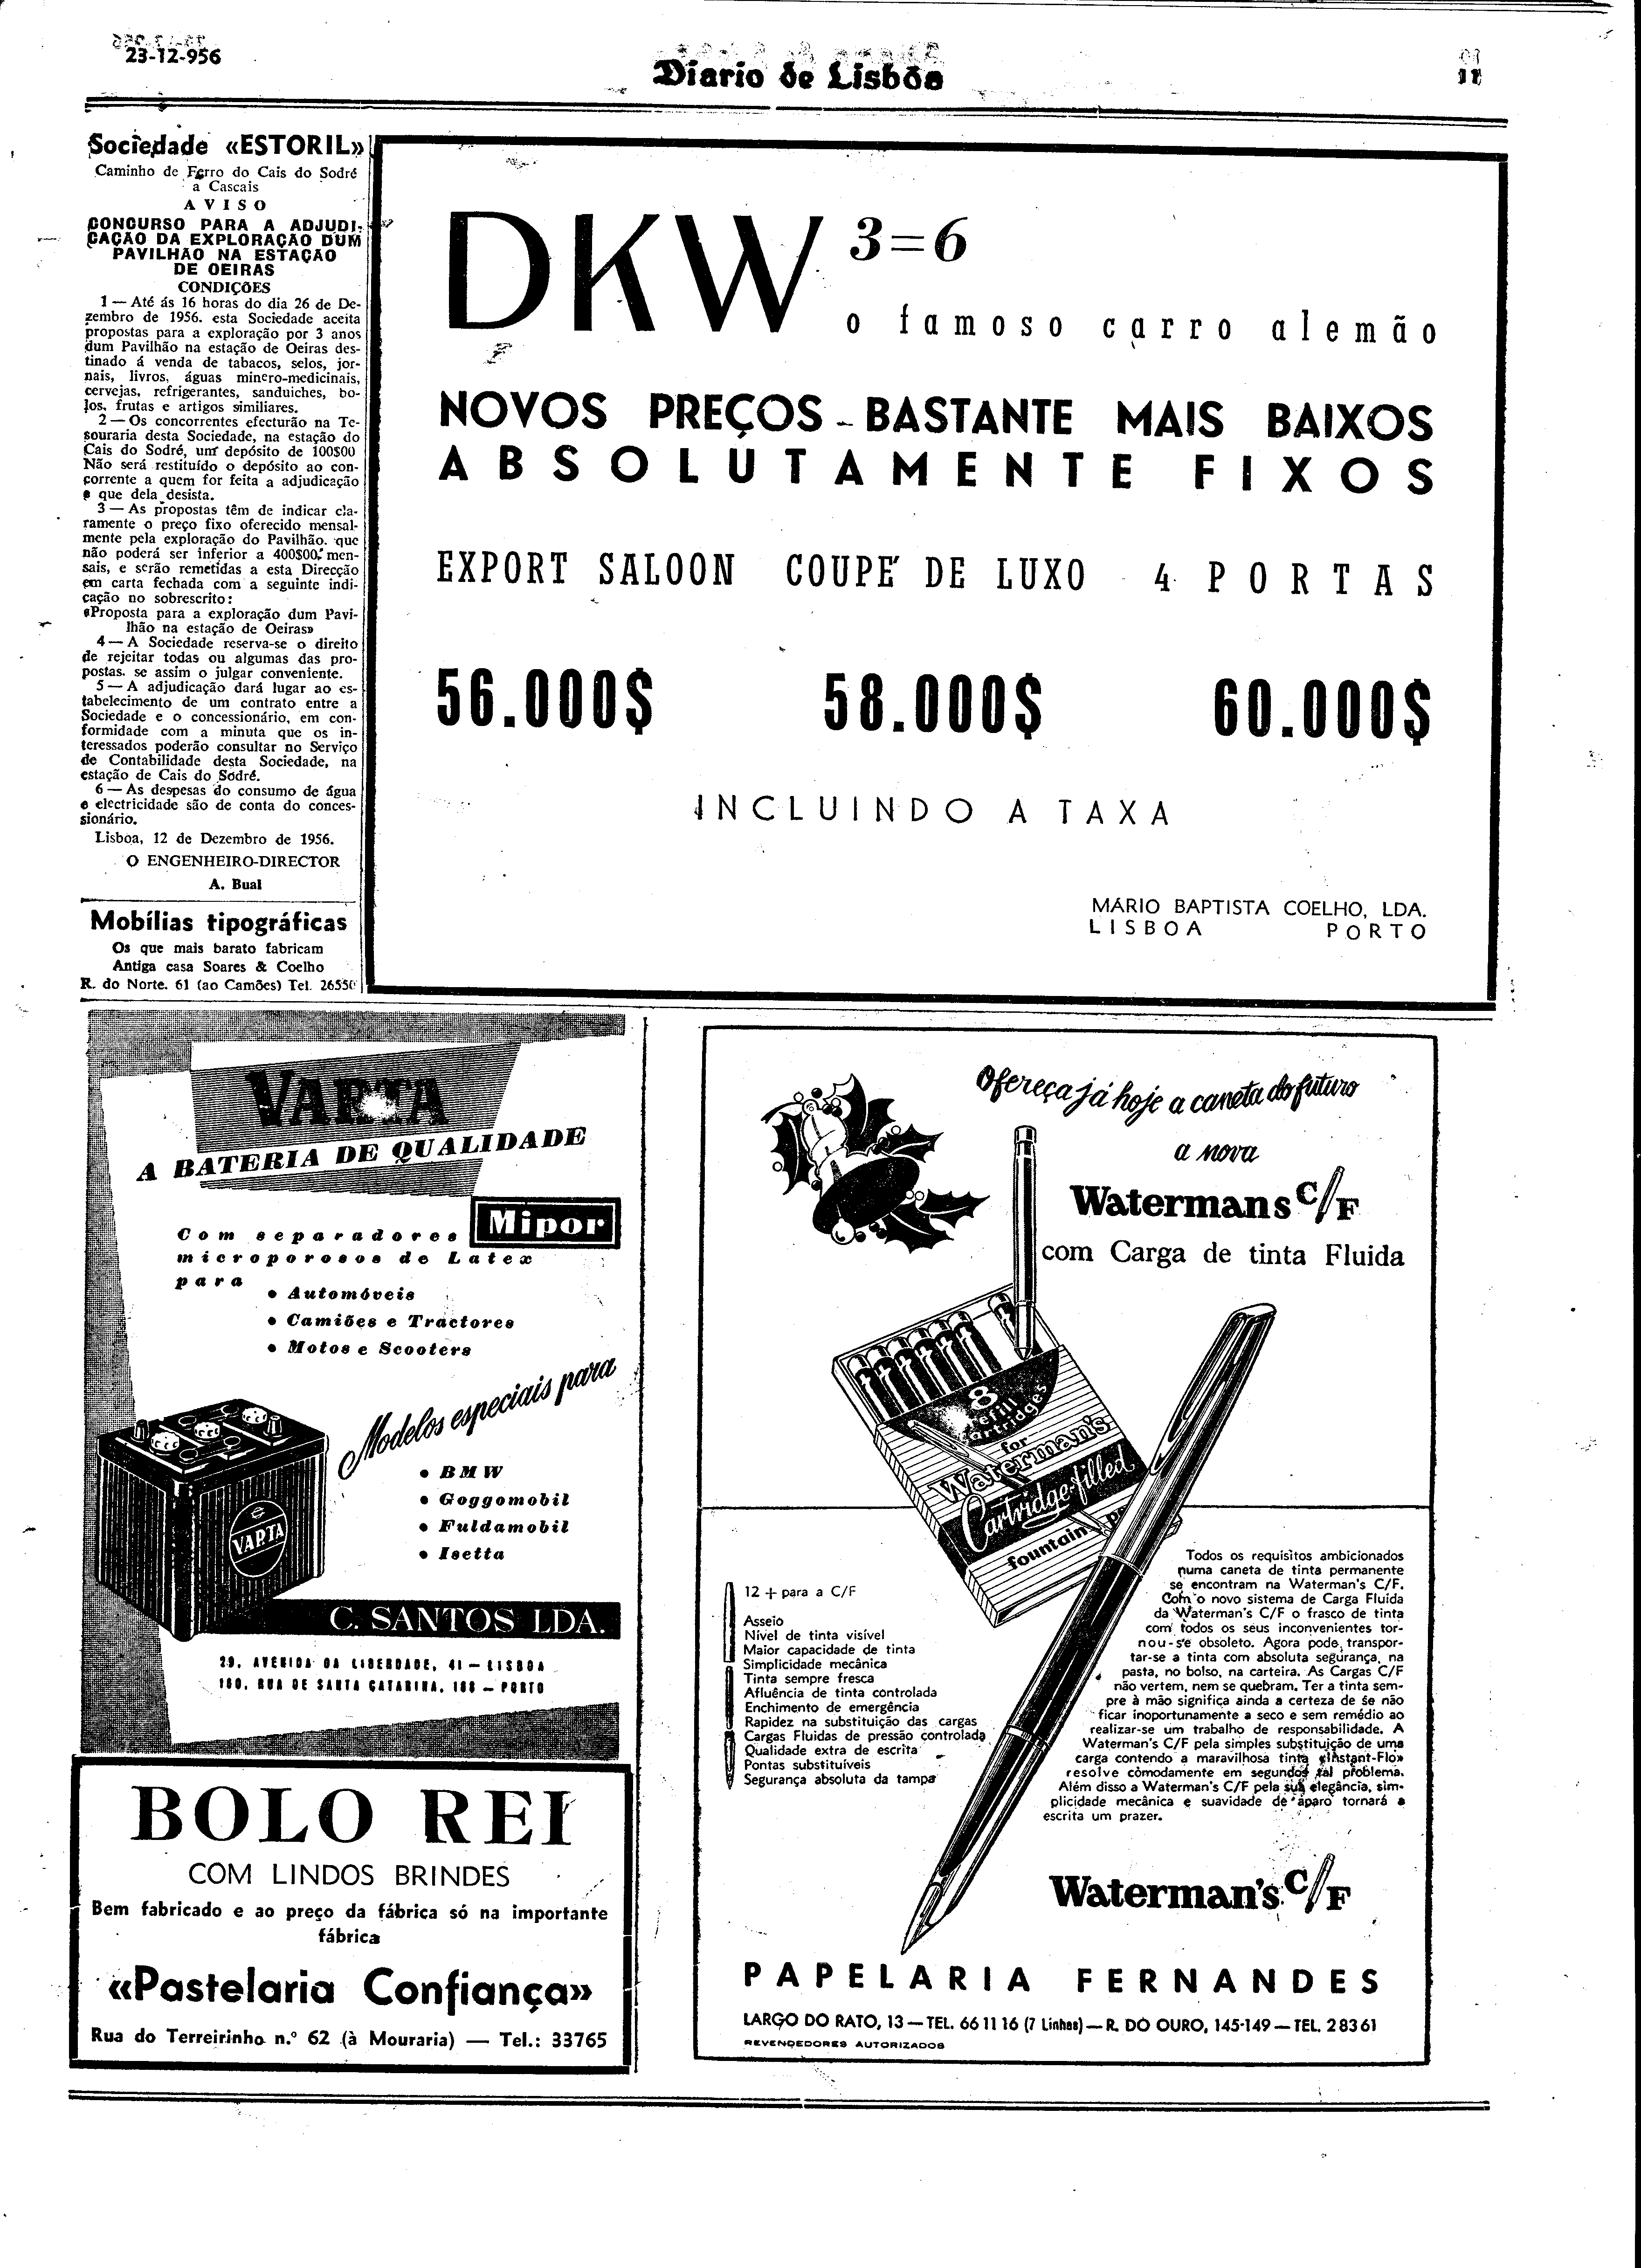 23-12-956
Diario de Lisbôa
11
Sociedade «ESTORIL»
Caminho de Ferro do Cais do Sodré
a Cascais
AVISO
CONCURSO PARA A ADJUDI-
CAÇÃO DA EXPLORAÇÃO DUM
PAVILHÃO NA ESTAÇÃO
DE OEIRAS
CONDIÇÕES
1 — Até ás 16 horas do dia 26 de De-
zembro de 1956. esta Sociedade aceita
propostas para a exploração por 3 anos
dum Pavilhão na estação de Oeiras des-
tinado á venda de tabacos, selos, jor-
nais, livros, águas minero-medicinais,
cervejas, refrigerantes, sanduiches, bo-
los, frutas e artigos similiares.
2 — Os concorrentes efecturão na Te-
souraria desta Sociedade, na estação do
Cais do Sodré, um depósito de 100$00
Não será restituído o depósito ao con-
corrente a quem for feita a adjudicação
e que dela desista.
3 — As propostas têm de indicar cla-
ramente o preço fixo oferecido mensal-
mente pela exploração do Pavilhão. que
não poderá ser inferior a 400$00. men-
sais, e serão remetidas a esta Direcção
em carta fechada com a seguinte indi-
cação no sobrescrito:
«Proposta para a exploração dum Pavi-
lhão na estação de Oeiras»
4 — A Sociedade reserva-se o direito
de rejeitar todas ou algumas das pro-
postas. se assim o julgar conveniente.
5 — A adjudicação dará lugar ao es-
tabelecimento de um contrato entre a
Sociedade e o concessionário, em con-
formidade com a minuta que os in-
teressados poderão consultar no Serviço
de Contabilidade desta Sociedade, na
estação de Cais do Sodré.
6 — As despesas do consumo de água
e electricidade são de conta do conces-
sionário.
Lisboa, 12 de Dezembro de 1956.
O ENGENHEIRO-DIRECTOR
A. Bual
Mobílias tipográficas
Os que mais barato fabricam
Antiga casa Soares & Coelho
R. do Norte. 61 (ao Camões) Tel. 26550
DKW 3=6
o famoso carro alemão
NOVOS PREÇOS - BASTANTE MAIS BAIXOS
ABSOLUTAMENTE FIXOS
EXPORT SALOON COUPE´ DE LUXO 4 PORTAS
56.000$ 58.000$ 60.000$
INCLUINDO A TAXA
MÁRIO BAPTISTA COELHO, LDA.
LISBOA PORTO
VARTA
A BATERIA DE QUALIDADE
Com separadores Mipor
microporosos de Latex
para
• Automóveis
• Camiões e Tractores
• Motos e Scooters
Modelos especiais para
• BMW
• Goggomobil
• Fuldamobil
• Isetta
VARTA
C. SANTOS LDA.
29, AVENIDA DA LIBERDADE, 41 — LISBOA
160, RUA DE SANTA CATARINA, 168 — PORTO
BOLO REI
COM LINDOS BRINDES
Bem fabricado e ao preço da fábrica só na importante
fábrica
«Pastelaria Confiança»
Rua do Terreirinho n.º 62 (à Mouraria) — Tel.: 33765
Ofereça já hoje a caneta do futuro
a nova
Watermans C/F
com Carga de tinta Fluida
8
refill
cartridges
for
Waterman's
Cartridge-filled
fountain
12 + para a C/F
Asseio
Nível de tinta visível
Maior capacidade de tinta
Simplicidade mecânica
Tinta sempre fresca
Afluência de tinta controlada
Enchimento de emergência
Rapidez na substituição das cargas
Cargas Fluidas de pressão controlada
Qualidade extra de escrita
Pontas substituíveis
Segurança absoluta da tampa
Todos os requisitos ambicionados
numa caneta de tinta permanente
se encontram na Waterman's C/F.
Com o novo sistema de Carga Fluida
da Waterman's C/F o frasco de tinta
com todos os seus inconvenientes tor-
nou-se obsoleto. Agora pode transpor-
tar-se a tinta com absoluta segurança, na
pasta, no bolso, na carteira. As Cargas C/F
não vertem, nem se quebram. Ter a tinta sem-
pre à mão significa ainda a certeza de se não
ficar inoportunamente a seco e sem remédio ao
realizar-se um trabalho de responsabilidade. A
Waterman's C/F pela simples substituição de uma
carga contendo a maravilhosa tinta «Instant-Flo»
resolve còmodamente em segundos tal problema.
Além disso a Waterman's C/F pela sua elegância, sim-
plicidade mecânica e suavidade de aparo tornará a
escrita um prazer.
Waterman's C/F
PAPELARIA FERNANDES
LARGO DO RATO, 13 — TEL. 66 11 16 (7 Linhas) — R. DO OURO, 145-149 — TEL. 2 83 61
REVENDEDORES AUTORIZADOS